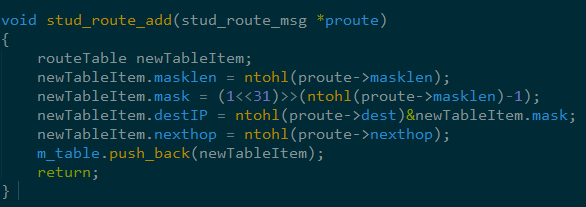 void stud_route_add(stud_route_msg *proute)
{
    routeTable newTableItem;
    newTableItem.masklen = ntohl(proute->masklen);
    newTableItem.mask = (1<<31)>>(ntohl(proute->masklen)-1);
    newTableItem.destIP = ntohl(proute->dest)&newTableItem.mask;
    newTableItem.nexthop = ntohl(proute->nexthop);
    m_table.push_back(newTableItem);
    return;
}